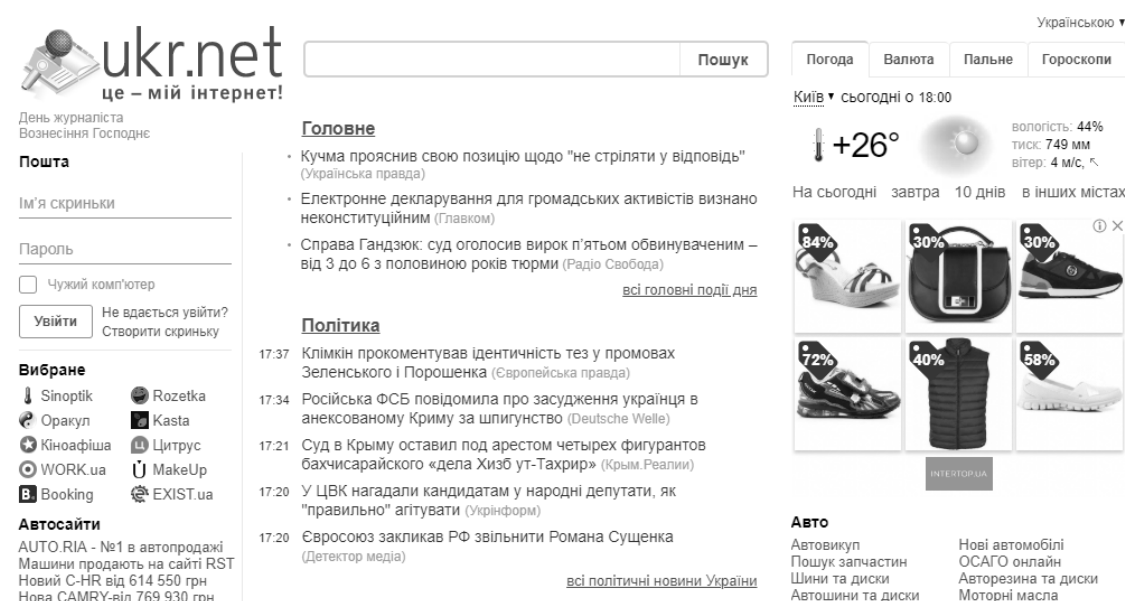 Українською
ukr.net
це – мій інтернет!
Пошук
День журналіста
Вознесіння Господнє
Пошта
Ім'я скриньки
Пароль
Чужий комп'ютер
Увійти
Не вдається увійти?
Створити скриньку
Вибране
Sinoptik
Rozetka
Оракул
Kasta
Кіноафіша
Цитрус
WORK.ua
MakeUp
Booking
EXIST.ua
Автосайти
AUTO.RIA - №1 в автопродажі
Машини продають на сайті RST
Новий C-HR від 614 550 грн
Нова CAMRY-від 769 930 грн
Головне
Кучма прояснив свою позицію щодо "не стріляти у відповідь"
(Українська правда)
Електронне декларування для громадських активістів визнано
неконституційним (Главком)
Справа Гандзюк: суд оголосив вирок п'ятьом обвинуваченим –
від 3 до 6 з половиною років тюрми (Радіо Свобода)
всі головні події дня
Політика
17:37 Клімкін прокоментував ідентичність тез у промовах
Зеленського і Порошенка (Європейська правда)
17:34 Російська ФСБ повідомила про засудження українця в
анексованому Криму за шпигунство (Deutsche Welle)
17:21 Суд в Крыму оставил под арестом четырех фигурантов
бахчисарайского «дела Хизб ут-Тахрир» (Крым.Реалии)
17:20 У ЦВК нагадали кандидатам у народні депутати, як
"правильно" агітувати (Укрінформ)
17:20 Євросоюз закликав РФ звільнити Романа Сущенка
(Детектор медіа)
всі політичні новини України
Погода
Валюта
Пальне
Гороскопи
Київ сьогодні о 18:00
+26°
вологість: 44%
тиск: 749 мм
вітер: 4 м/с,
На сьогодні завтра 10 днів в інших містах
84%
30%
30%
72%
40%
58%
INTERTOP.UA
Авто
Автовикуп
Пошук запчастин
Шини та диски
Автошини та диски
Нові автомобілі
ОСАГО онлайн
Авторезина та диски
Моторні масла